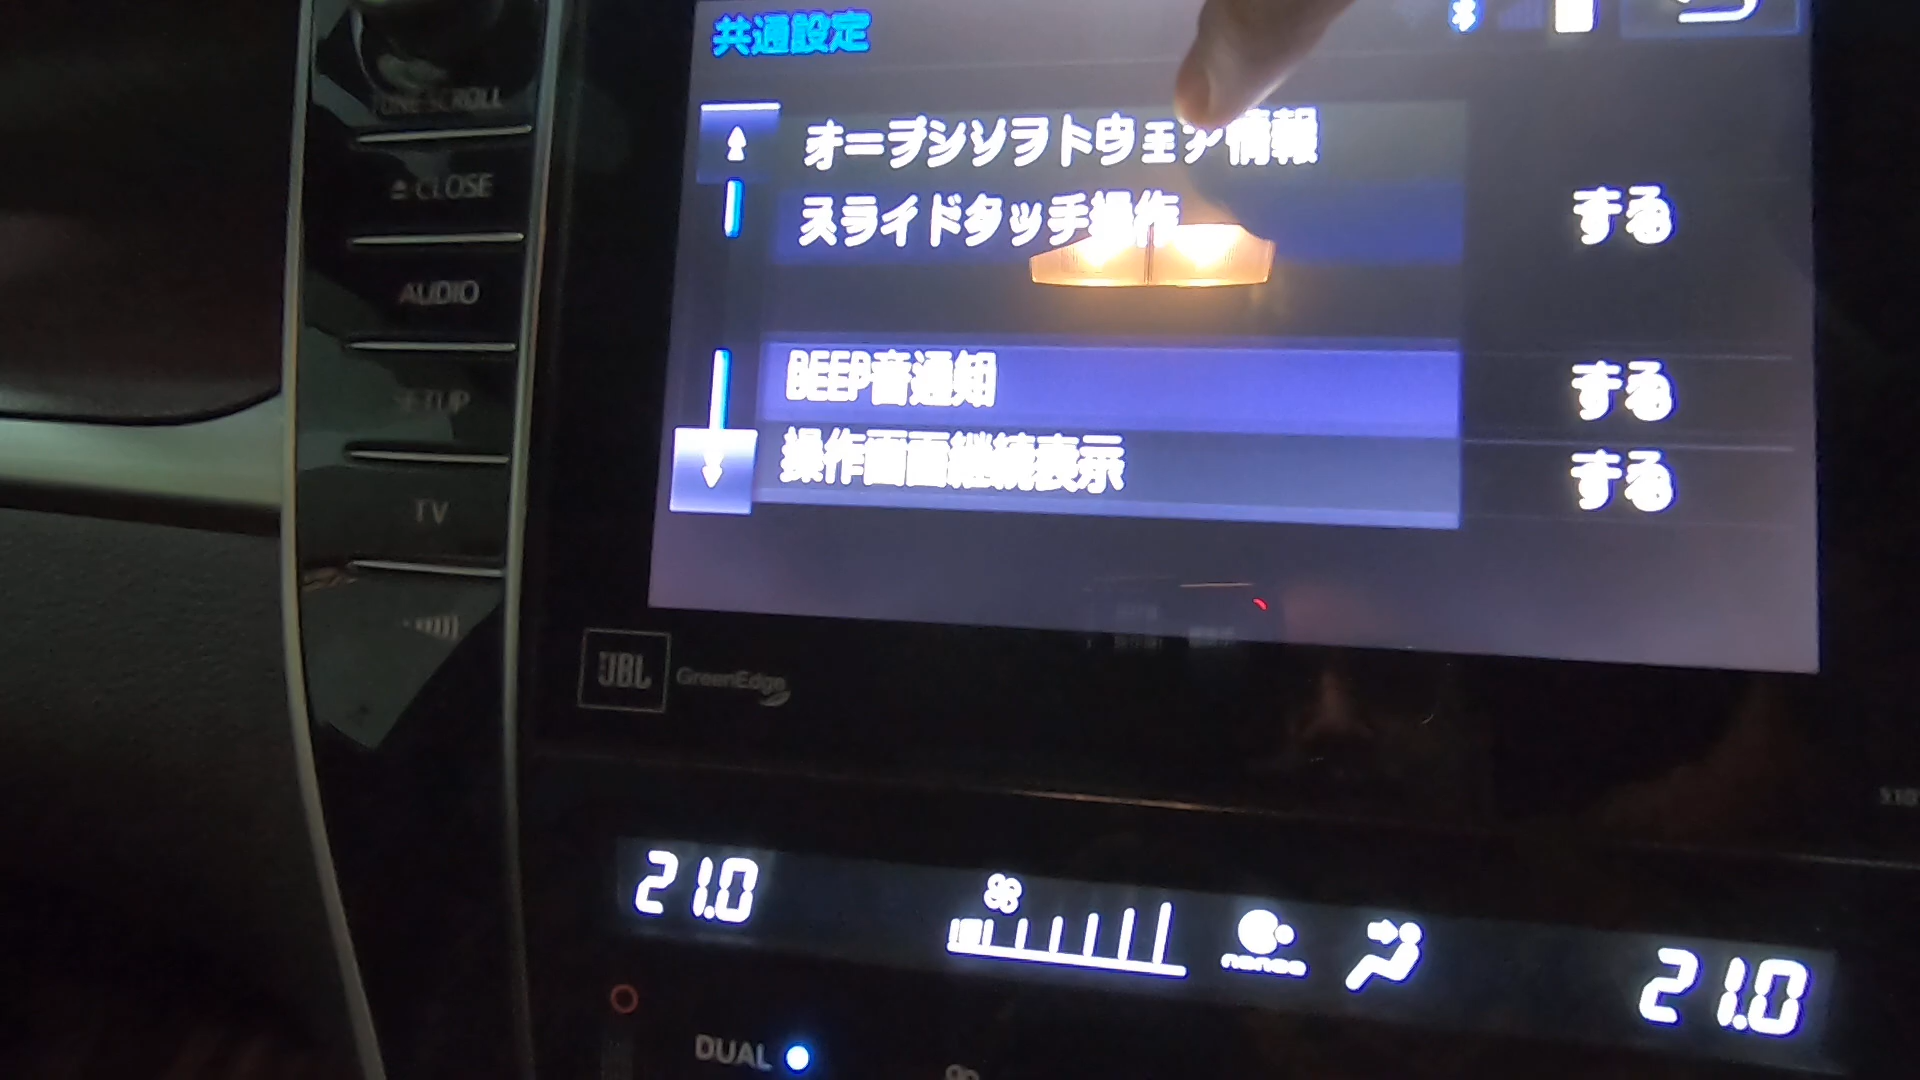 共通設定
TUNE・SCROLL
オープンソフトウェア情報
CLOSE
スライドタッチ操作 する
AUDIO
BEEP音通知 する
SETUP
操作画面継続表示 する
TV
JBL GreenEdge
21.0
nanoe
21.0
DUAL